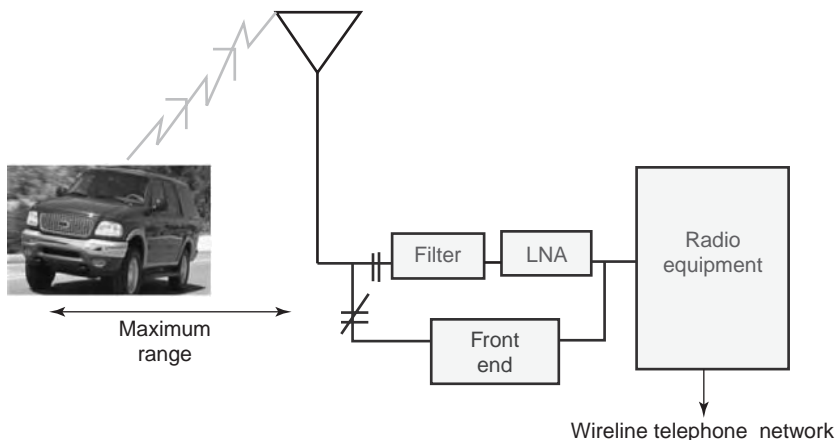 Filter
LNA
Radio
equipment
Maximum
range
Front
end
Wireline telephone network